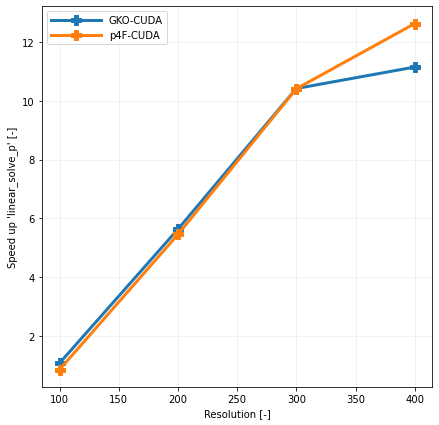 GKO-CUDA
p4F-CUDA
12
10
8
6
4
2
Speed up 'linear_solve_p' [-]
100 150 200 250 300 350 400
Resolution [-]